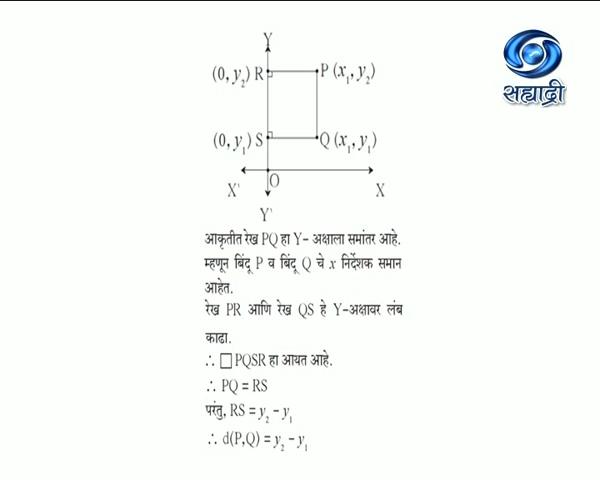 Y
(0, y₂) R P (x₁, y₂)
(0, y₁) S Q (x₁, y₁)
O
X' X
Y'
सह्याद्री
आकृतीत रेख PQ हा Y- अक्षाला समांतर आहे.
म्हणून बिंदू P व बिंदू Q चे x निर्देशक समान
आहेत.
रेख PR आणि रेख QS हे Y-अक्षावर लंब
काढा.
∴ □ PQSR हा आयत आहे.
∴ PQ = RS
परंतु, RS = y₂ - y₁
∴ d(P,Q) = y₂ - y₁